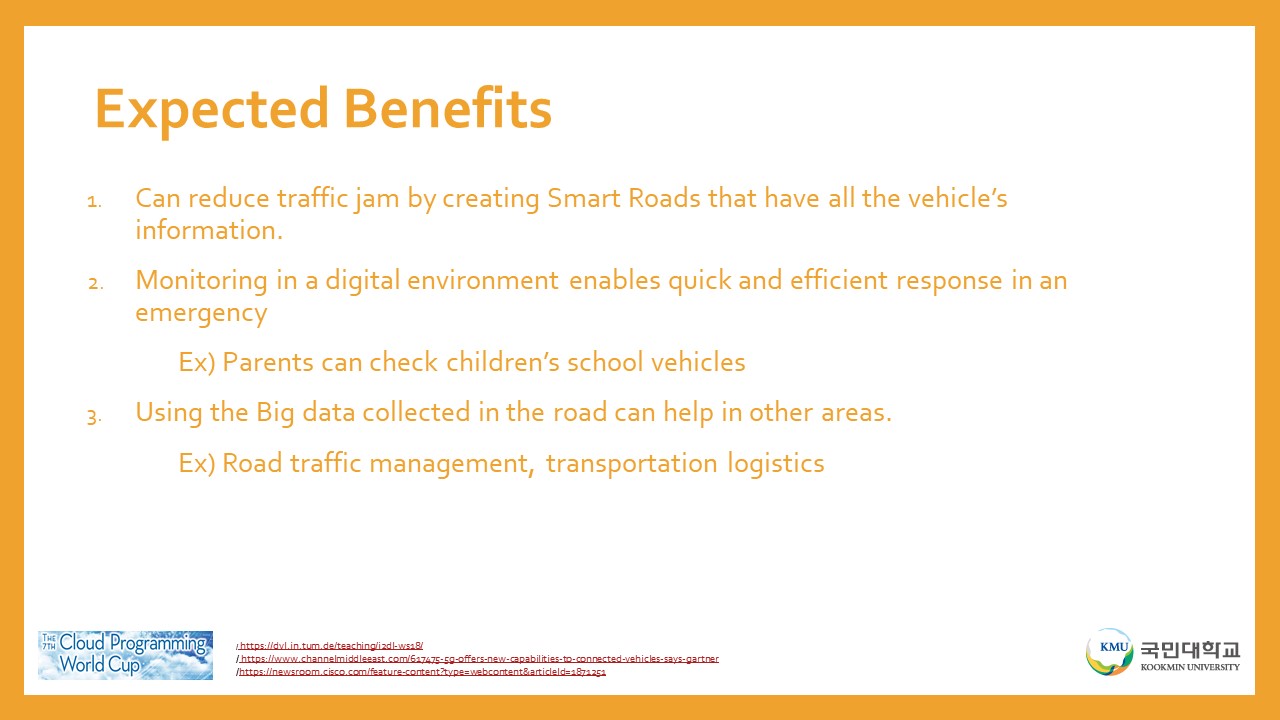 Expected Benefits
1. Can reduce traffic jam by creating Smart Roads that have all the vehicle’s
information.
2. Monitoring in a digital environment enables quick and efficient response in an
emergency
Ex) Parents can check children’s school vehicles
3. Using the Big data collected in the road can help in other areas.
Ex) Road traffic management, transportation logistics
THE
7TH
Cloud Programming
World Cup
/ https://dvl.in.tum.de/teaching/i2dl-ws18/
/ https://www.channelmiddleeast.com/617475-5g-offers-new-capabilities-to-connected-vehicles-says-gartner
/https://newsroom.cisco.com/feature-content?type=webcontent&articleId=1871251
KMU
국민대학교
KOOKMIN UNIVERSITY